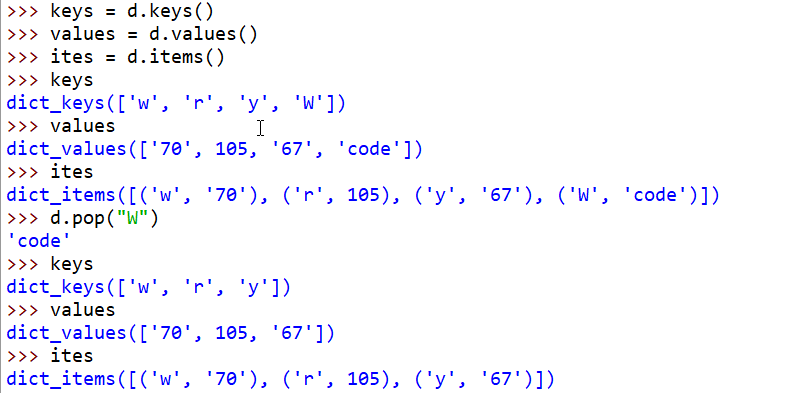 >>> keys = d.keys()
>>> values = d.values()
>>> ites = d.items()
>>> keys
dict_keys(['w', 'r', 'y', 'W'])
>>> values
dict_values(['70', 105, '67', 'code'])
>>> ites
dict_items([('w', '70'), ('r', 105), ('y', '67'), ('W', 'code')])
>>> d.pop("W")
'code'
>>> keys
dict_keys(['w', 'r', 'y'])
>>> values
dict_values(['70', 105, '67'])
>>> ites
dict_items([('w', '70'), ('r', 105), ('y', '67')])